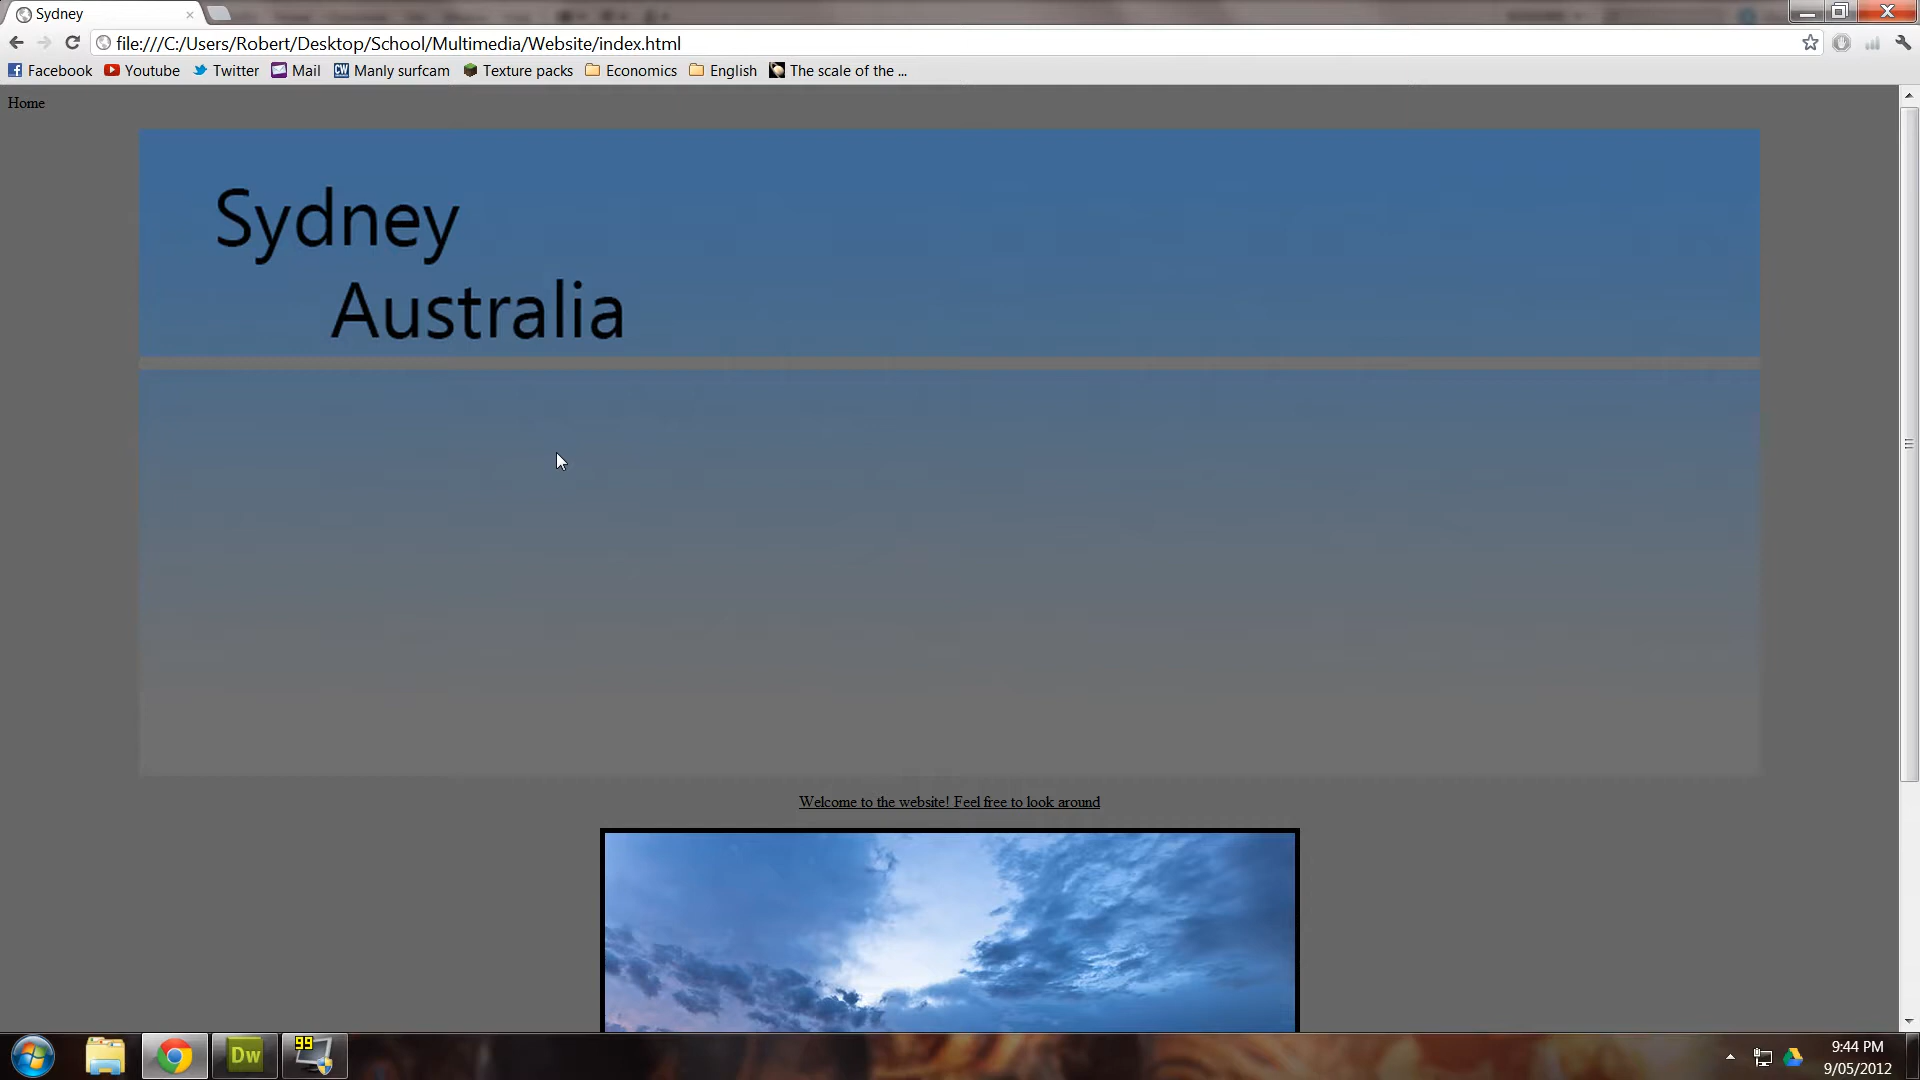 Sydney
file:///C:/Users/Robert/Desktop/School/Multimedia/Website/index.html
Facebook Youtube Twitter Mail Manly surfcam Texture packs Economics English The scale of the ...
Home
Sydney
Australia
Welcome to the website! Feel free to look around
Dw
99
9:44 PM
9/05/2012